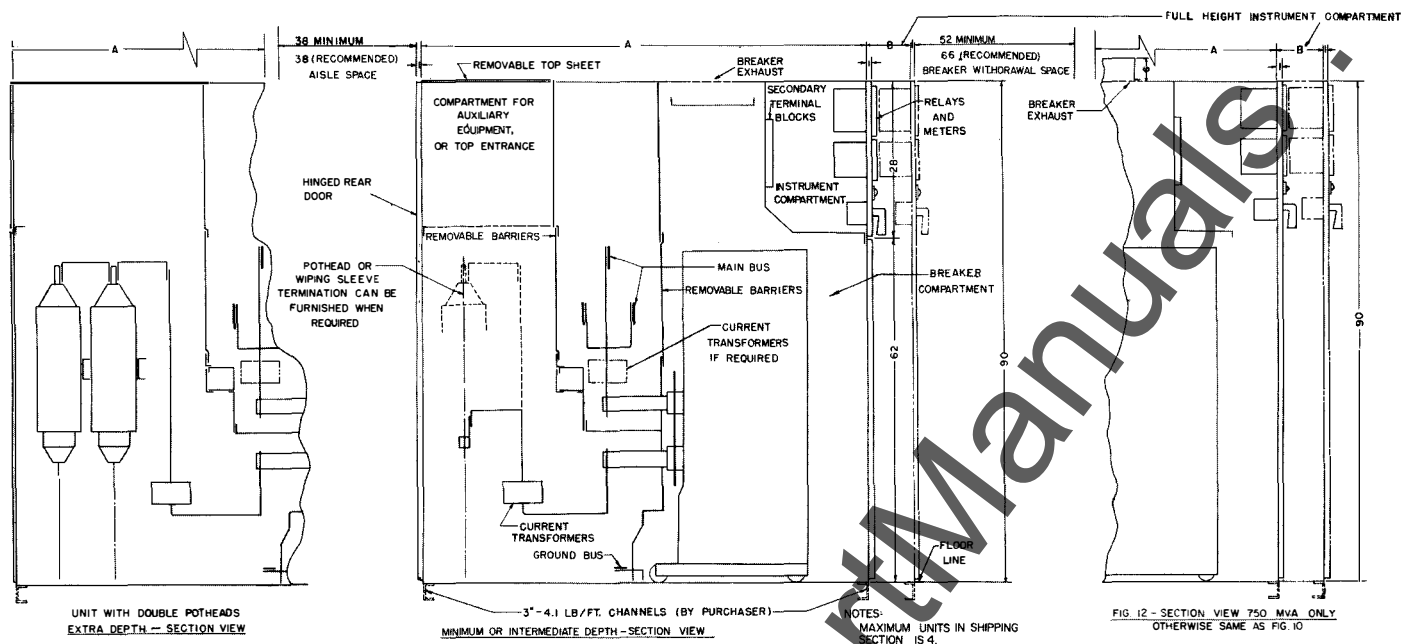 A
38 MINIMUM
38 (RECOMMENDED)
AISLE SPACE
A
B
52 MINIMUM
66 (RECOMMENDED)
BREAKER WITHDRAWAL SPACE
FULL HEIGHT INSTRUMENT COMPARTMENT
A
B
REMOVABLE TOP SHEET
BREAKER
EXHAUST
COMPARTMENT FOR
AUXILIARY
EQUIPMENT,
OR TOP ENTRANCE
SECONDARY
TERMINAL
BLOCKS
RELAYS
AND
METERS
6
BREAKER
EXHAUST
HINGED REAR
DOOR
28
INSTRUMENT
COMPARTMENT
REMOVABLE BARRIERS
POTHEAD OR
WIPING SLEEVE
TERMINATION CAN BE
FURNISHED WHEN
REQUIRED
MAIN BUS
REMOVABLE BARRIERS
BREAKER
COMPARTMENT
CURRENT
TRANSFORMERS
IF REQUIRED
62
90
90
CURRENT
TRANSFORMERS
GROUND BUS
FLOOR
LINE
UNIT WITH DOUBLE POTHEADS
EXTRA DEPTH - SECTION VIEW
3"-4.1 LB/FT. CHANNELS (BY PURCHASER)
MINIMUM OR INTERMEDIATE DEPTH-SECTION VIEW
NOTES:
MAXIMUM UNITS IN SHIPPING
SECTION IS 4.
FIG. 12 - SECTION VIEW 750 MVA ONLY
OTHERWISE SAME AS FIG. 10
rtManuals.